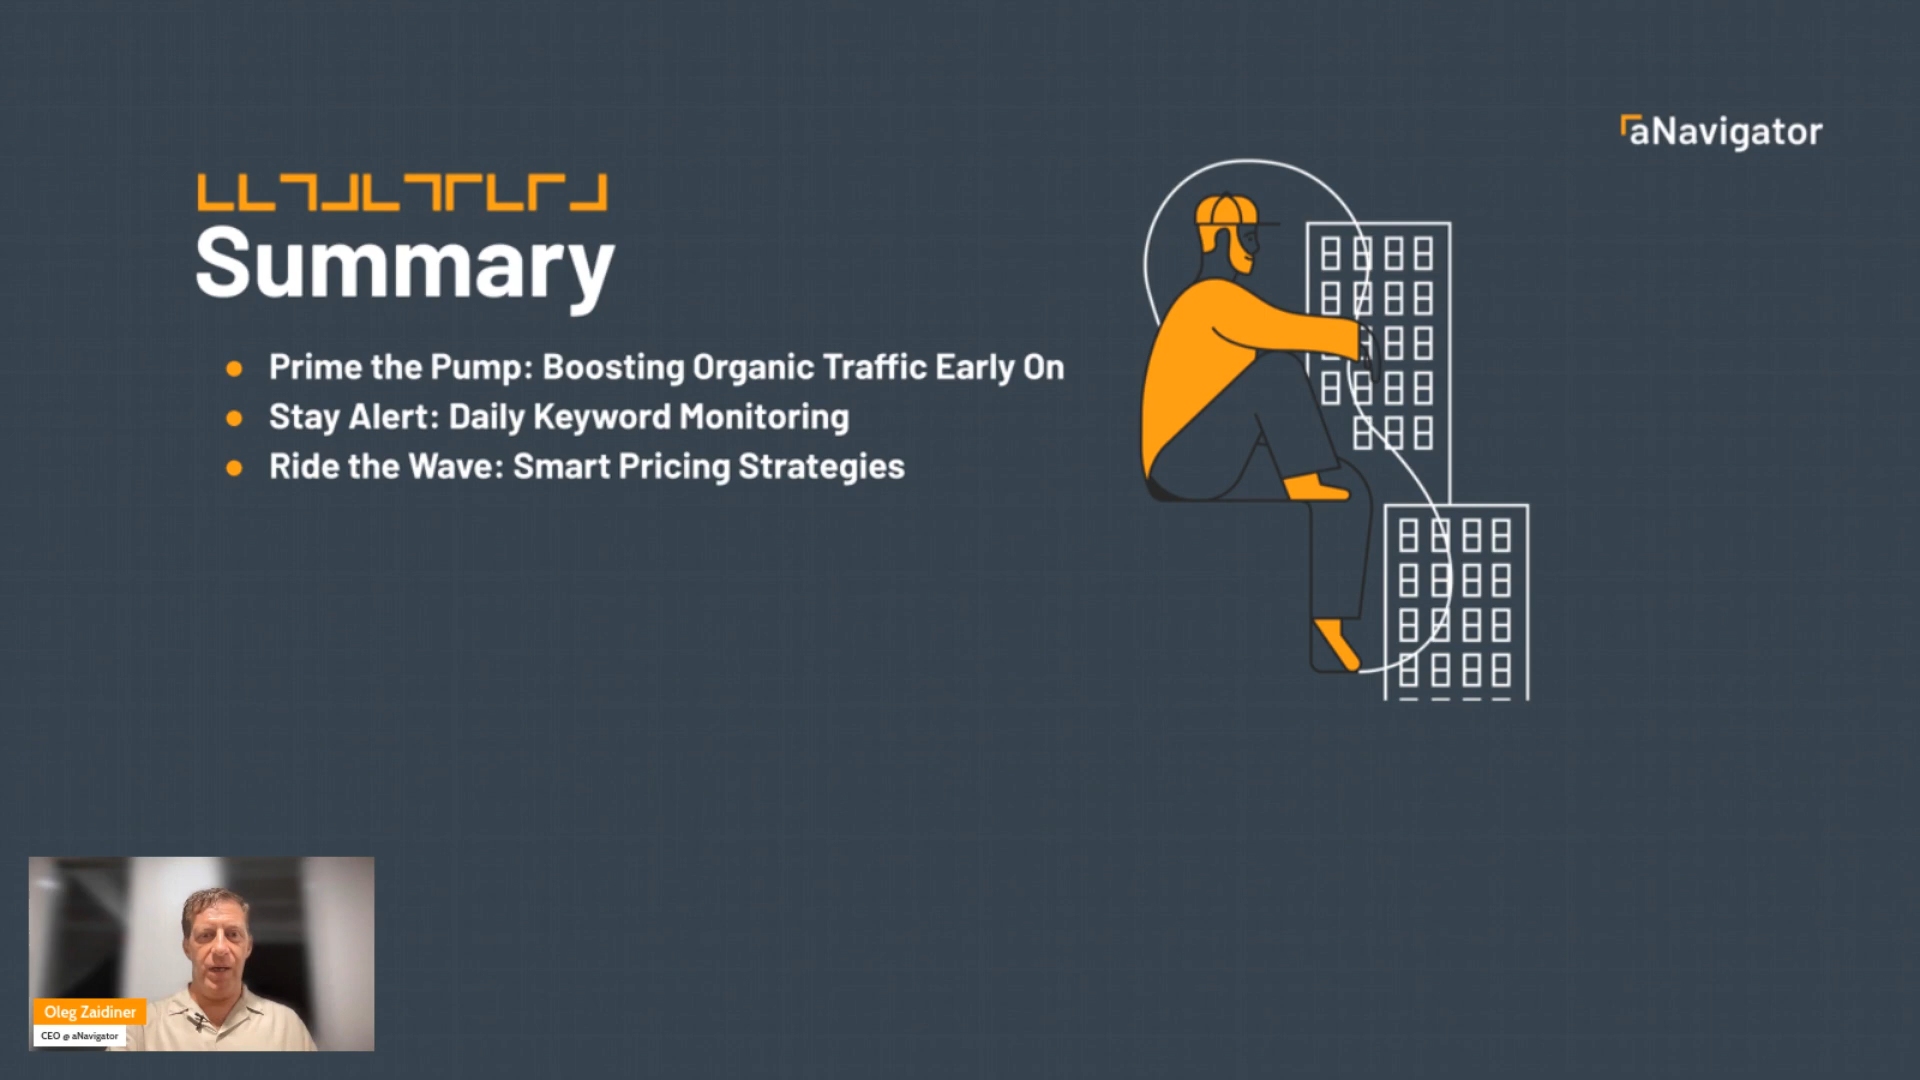 aNavigator
Summary
Prime the Pump: Boosting Organic Traffic Early On
Stay Alert: Daily Keyword Monitoring
Ride the Wave: Smart Pricing Strategies
Oleg Zaidiner
CEO @ aNavigator